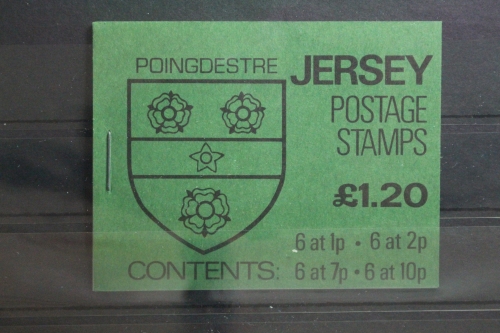 POINGDESTRE
JERSEY
POSTAGE
STAMPS
£1.20
6 at 1p • 6 at 2p
CONTENTS: 6 at 7p • 6 at 10p